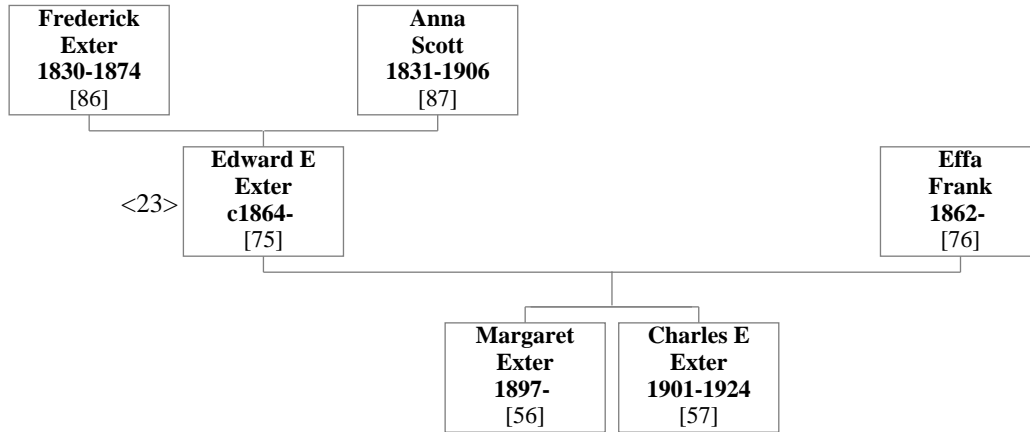 Frederick
Exter
1830-1874
[86]
Anna
Scott
1831-1906
[87]
<23>
Edward E
Exter
c1864-
[75]
Effa
Frank
1862-
[76]
Margaret
Exter
1897-
[56]
Charles E
Exter
1901-1924
[57]